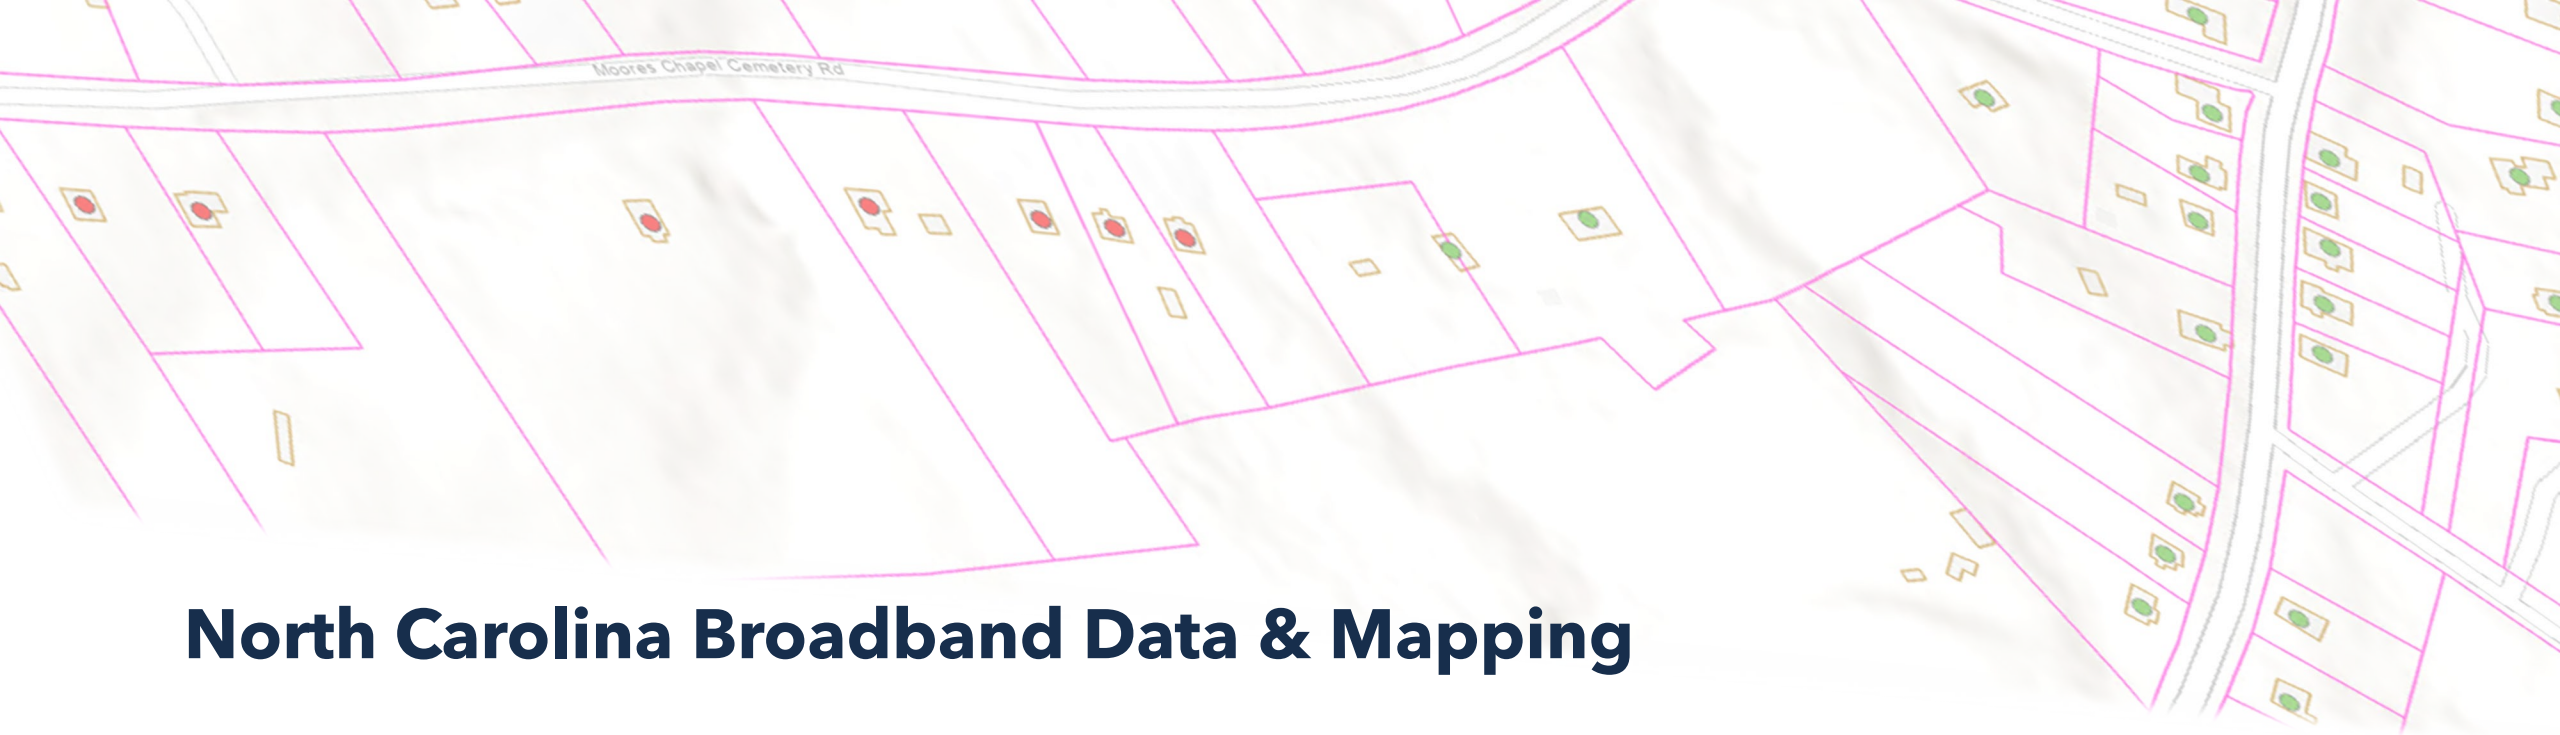 Moores Chapel Cemetery Rd
North Carolina Broadband Data & Mapping